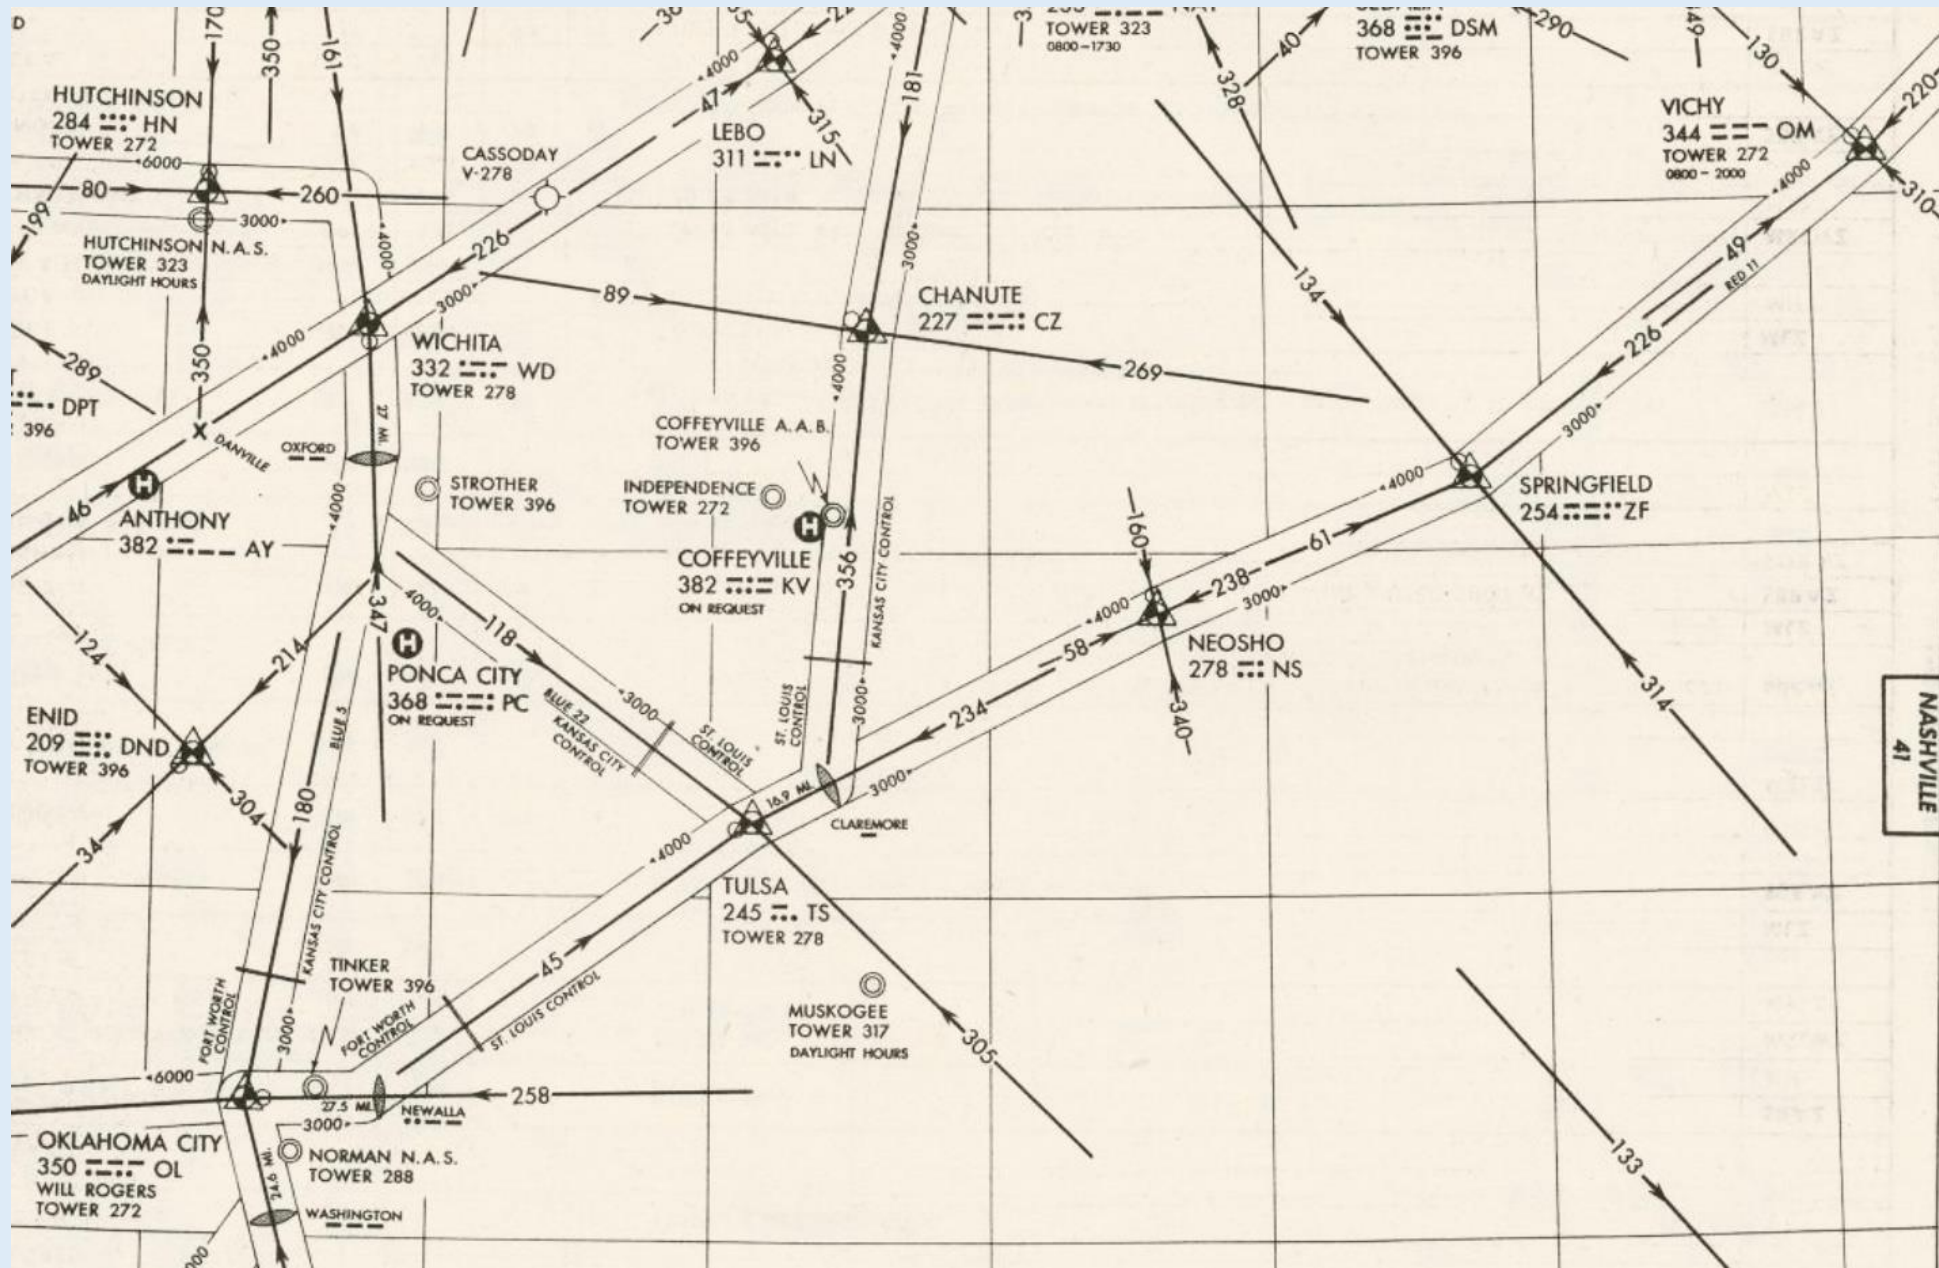 D
170
350
161
HUTCHINSON
284 HN
TOWER 272
6000
80
260
199
3000
HUTCHINSON N.A.S.
TOWER 323
DAYLIGHT HOURS
4000
CASSODAY
V-278
4000
47
LEBO
311 LN
315
4000
181
TOWER 323
0800-1730
328
40
368 DSM
TOWER 396
290
130
220
VICHY
344 OM
TOWER 272
0800-2000
4000
310
226
3000
89
3000
CHANUTE
227 CZ
269
134
49
RED 11
226
3000
289
350
4000
WICHITA
332 WD
TOWER 278
DPT
396
DANVILLE
OXFORD
27 MI.
4000
COFFEYVILLE A.A.B.
TOWER 396
STROTHER
TOWER 396
INDEPENDENCE
TOWER 272
H
46
ANTHONY
382 AY
4000
H
COFFEYVILLE
382 KV
ON REQUEST
356
KANSAS CITY CONTROL
160
4000
61
SPRINGFIELD
254 ZF
238
3000
4000
58
NEOSHO
278 NS
340
314
NASHVILLE
41
124
214
347
4000
118
H
PONCA CITY
368 PC
ON REQUEST
BLUE 5
BLUE 22
KANSAS CITY
CONTROL
3000
ST. LOUIS
CONTROL
ST. LOUIS
CONTROL
3000
234
ENID
209 DND
TOWER 396
304
34
180
KANSAS CITY CONTROL
16.9 MI.
3000
CLAREMORE
4000
TULSA
245 TS
TOWER 278
45
ST. LOUIS CONTROL
TINKER
TOWER 396
FORT WORTH
CONTROL
FORT WORTH
CONTROL
3000
MUSKOGEE
TOWER 317
DAYLIGHT HOURS
305
6000
258
27.5 MI.
NEWALLA
3000
OKLAHOMA CITY
350 OL
WILL ROGERS
TOWER 272
NORMAN N.A.S.
TOWER 288
24.6 MI.
WASHINGTON
133